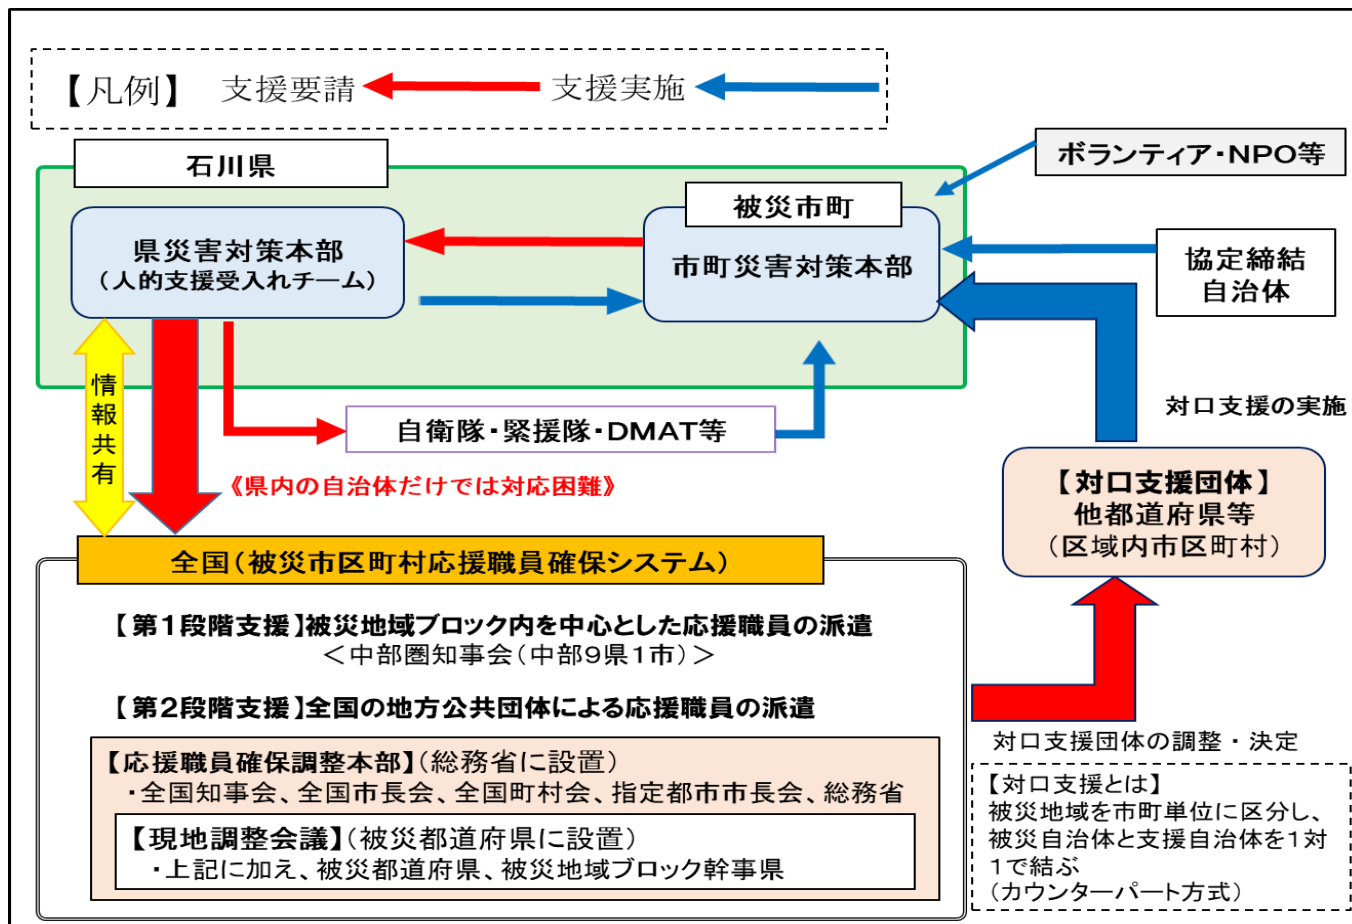 【凡例】 支援要請 支援実施
石川県
ボランティア・NPO等
被災市町
県災害対策本部
(人的支援受入れチーム)
市町災害対策本部
協定締結
自治体
情報共有
自衛隊・緊援隊・DMAT等
対口支援の実施
《県内の自治体だけでは対応困難》
【対口支援団体】
他都道府県等
(区域内市区町村)
全国(被災市区町村応援職員確保システム)
【第1段階支援】被災地域ブロック内を中心とした応援職員の派遣
<中部圏知事会(中部9県1市)>
【第2段階支援】全国の地方公共団体による応援職員の派遣
【応援職員確保調整本部】(総務省に設置)
・全国知事会、全国市長会、全国町村会、指定都市市長会、総務省
【現地調整会議】(被災都道府県に設置)
・上記に加え、被災都道府県、被災地域ブロック幹事県
対口支援団体の調整・決定
【対口支援とは】
被災地域を市町単位に区分し、
被災自治体と支援自治体を1対
1で結ぶ
(カウンターパート方式)